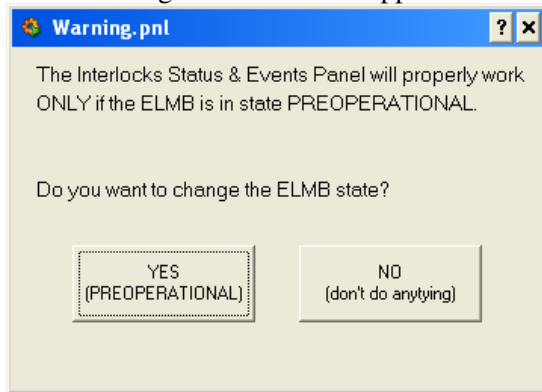 Warning.pnl
The Interlocks Status & Events Panel will properly work
ONLY if the ELMB is in state PREOPERATIONAL.
Do you want to change the ELMB state?
YES
(PREOPERATIONAL)
NO
(don't do anytying)